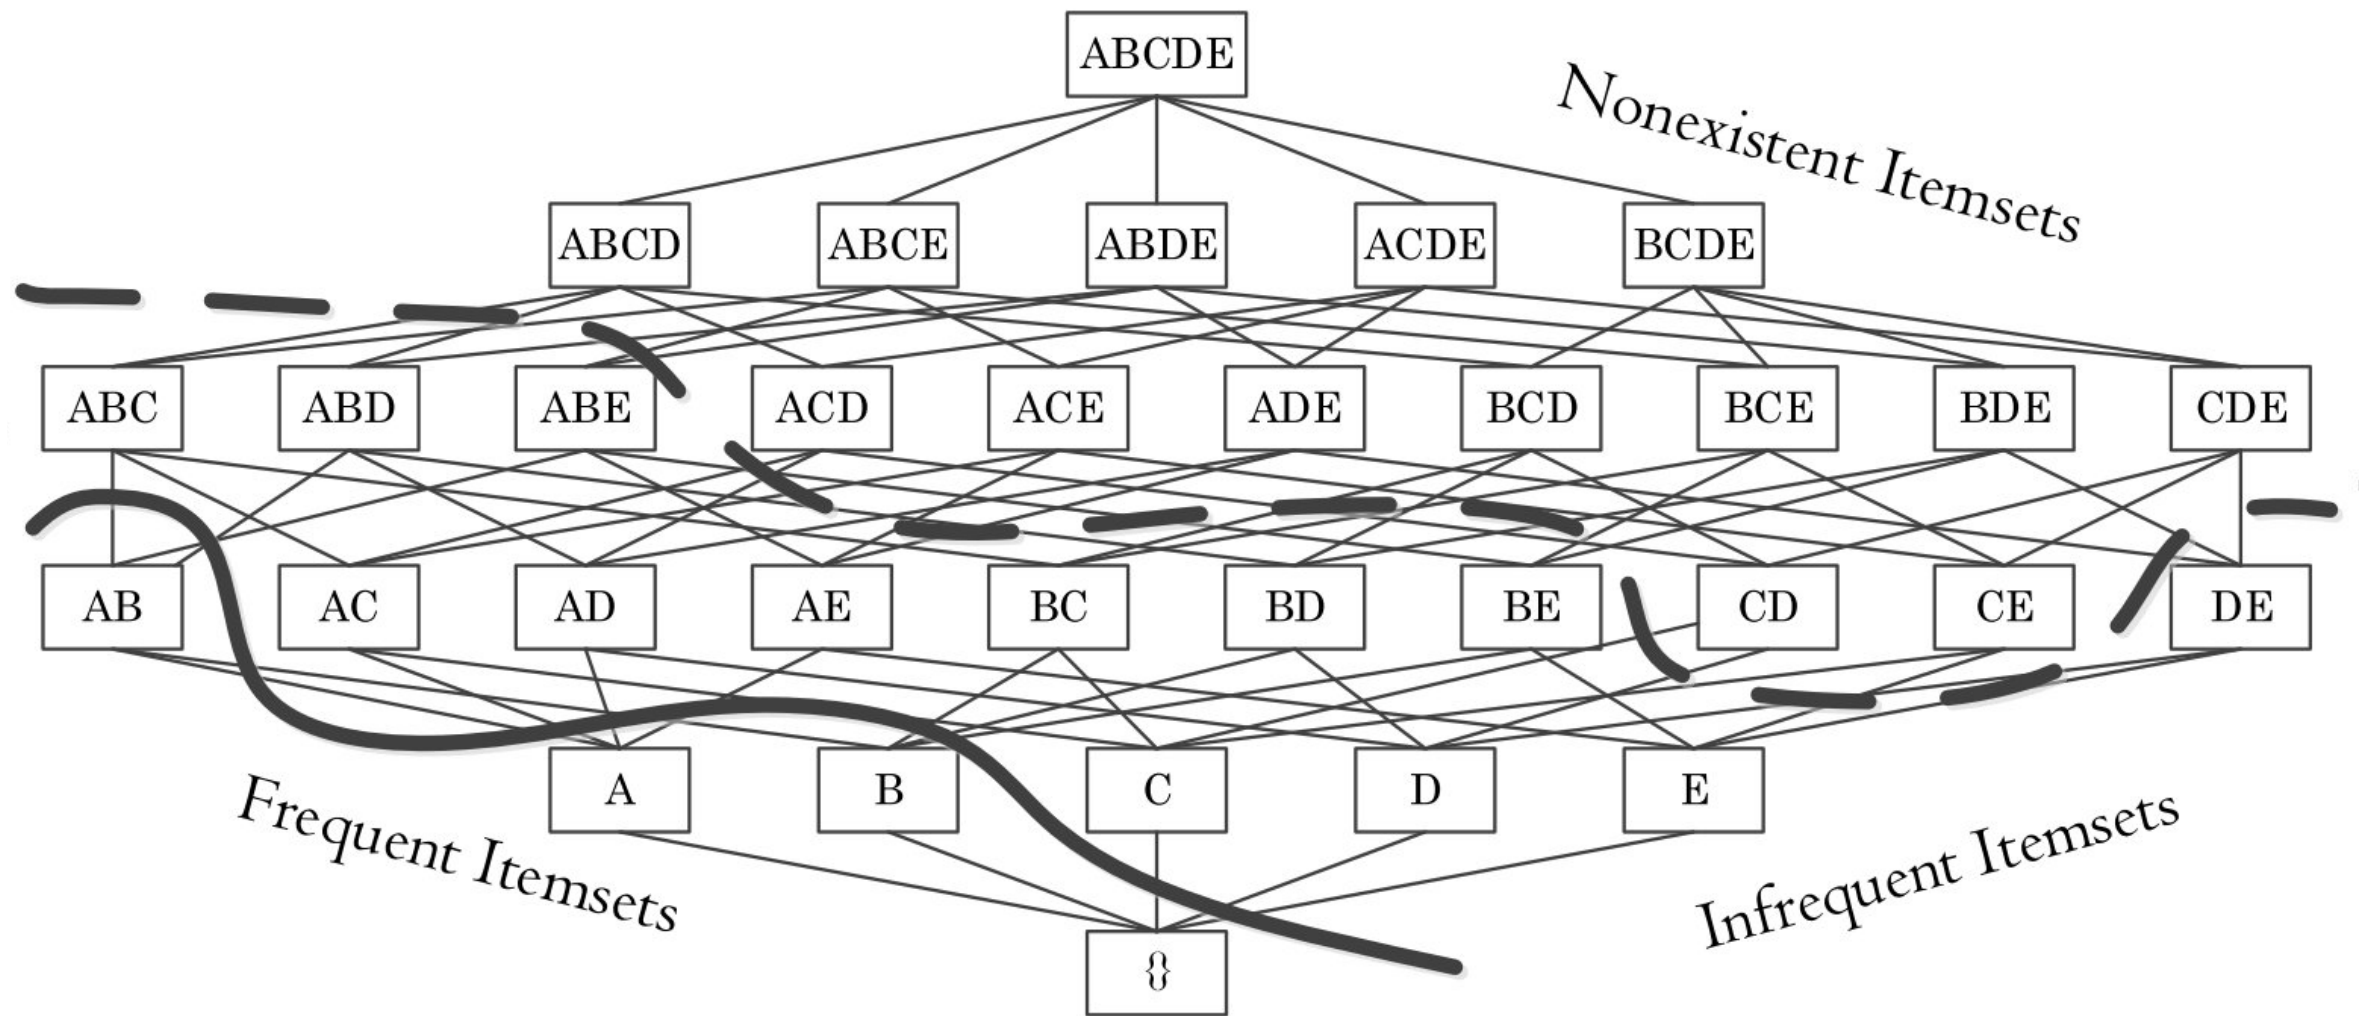 ABCDE
Nonexistent Itemsets
ABCD ABCE ABDE ACDE BCDE
ABC ABD ABE ACD ACE ADE BCD BCE BDE CDE
AB AC AD AE BC BD BE CD CE DE
A B C D E
Frequent Itemsets
Infrequent Itemsets
{}